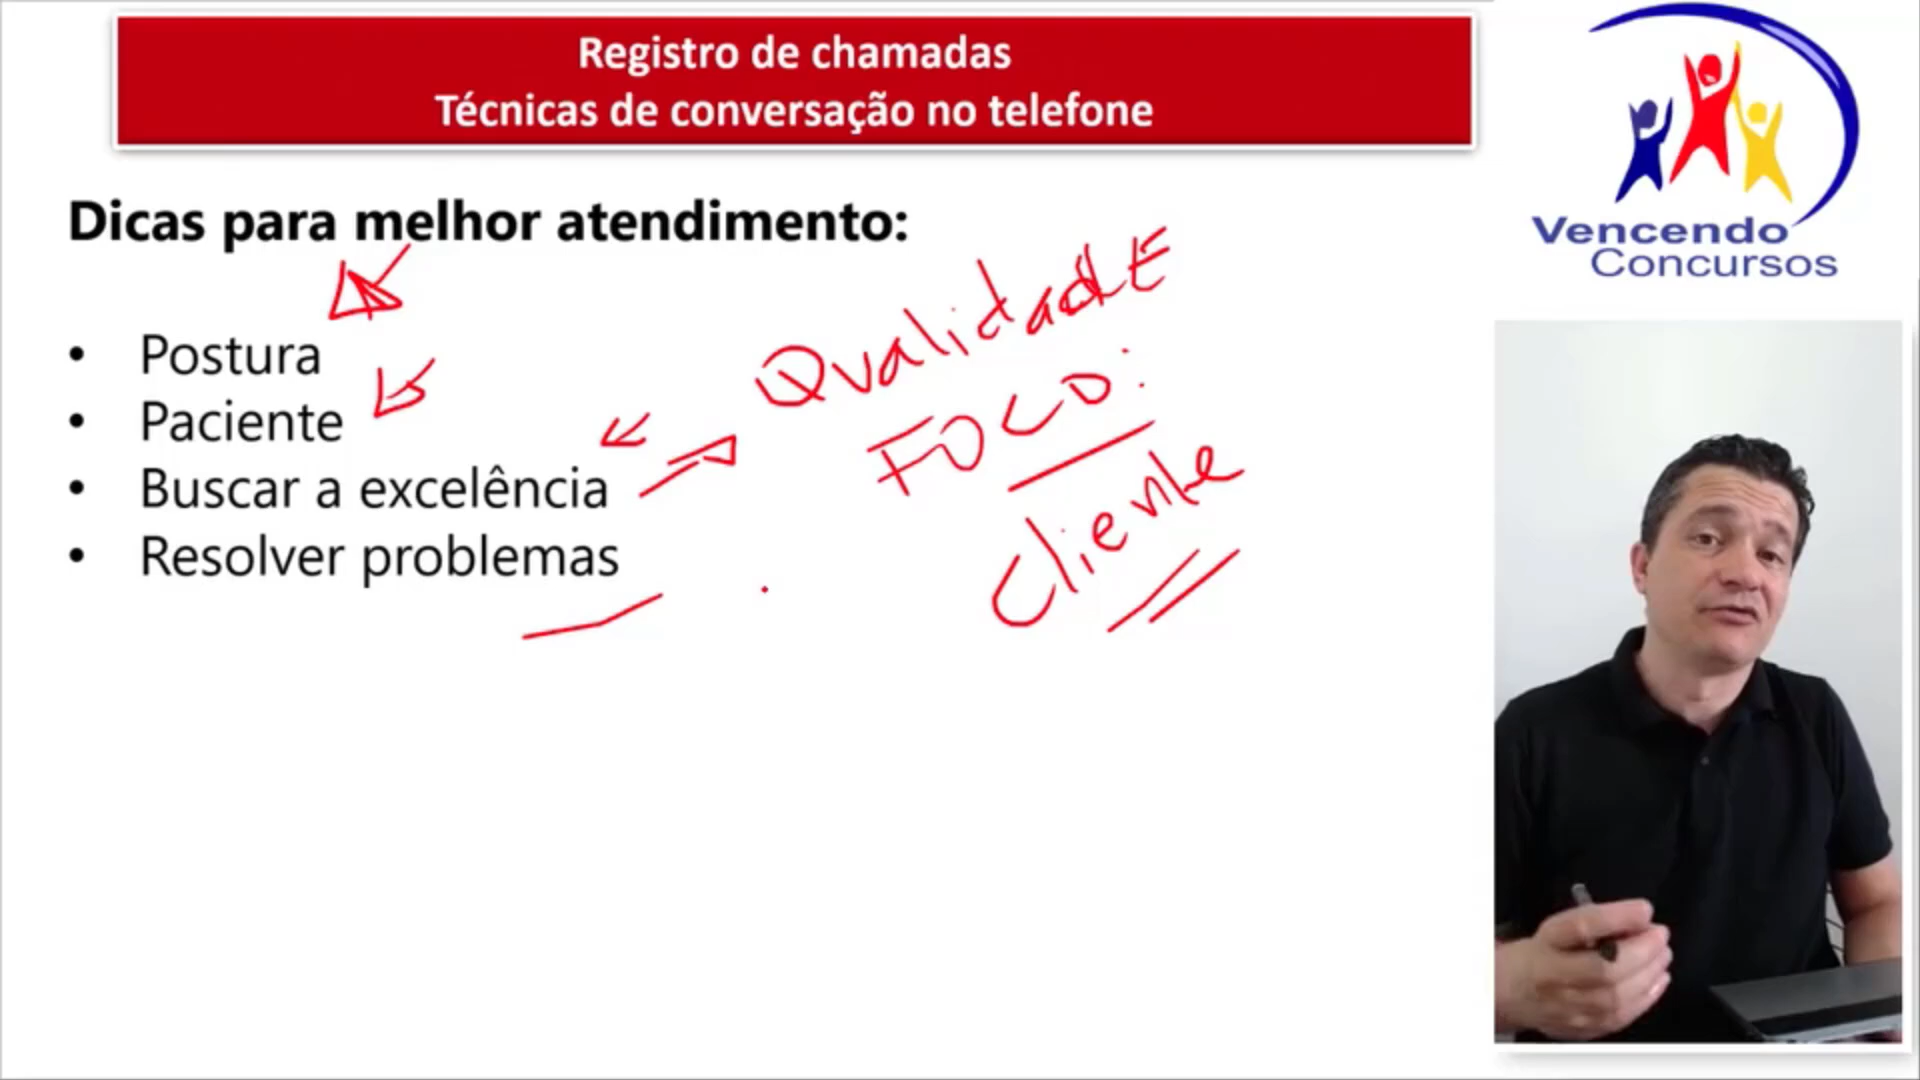 Registro de chamadas
Técnicas de conversação no telefone
Vencendo
Concursos
Dicas para melhor atendimento:
• Postura
• Paciente
• Buscar a excelência
• Resolver problemas
QualidadE
FOCO:
cliente